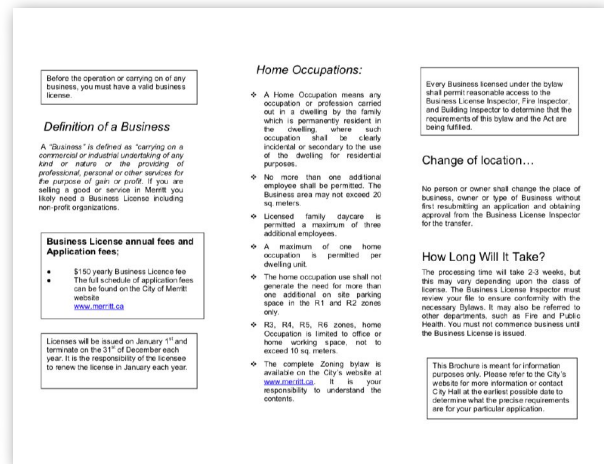 Before the operation or carrying on of any
business, you must have a valid business
license.
Definition of a Business
A "Business" is defined as "carrying on a
commercial or industrial undertaking of any
kind or nature or the providing of
professional, personal or other services for
the purpose of gain or profit. If you are
selling a good or service in Merritt you
likely need a Business License including
non-profit organizations.
Business License annual fees and
Application fees;
• $150 yearly Business Licence fee
• The full schedule of application fees
can be found on the City of Merritt
website
www.merritt.ca
Licenses will be issued on January 1st and
terminate on the 31st of December each
year. It is the responsibility of the licensee
to renew the license in January each year.
Home Occupations:
❖ A Home Occupation means any
occupation or profession carried
out in a dwelling by the family
which is permanently resident in
the dwelling, where such
occupation shall be clearly
incidental or secondary to the use
of the dwelling for residential
purposes.
❖ No more than one additional
employee shall be permitted. The
Business area may not exceed 20
sq. meters.
❖ Licensed family daycare is
permitted a maximum of three
additional employees.
❖ A maximum of one home
occupation is permitted per
dwelling unit.
❖ The home occupation use shall not
generate the need for more than
one additional on site parking
space in the R1 and R2 zones
only.
❖ R3, R4, R5, R6 zones, home
Occupation is limited to office or
home working space, not to
exceed 10 sq. meters.
❖ The complete Zoning bylaw is
available on the City's website at
www.merritt.ca. It is your
responsibility to understand the
contents.
Every Business licensed under the bylaw
shall permit reasonable access to the
Business License Inspector, Fire Inspector,
and Building Inspector to determine that the
requirements of this bylaw and the Act are
being fulfilled.
Change of location…
No person or owner shall change the place of
business, owner or type of Business without
first resubmitting an application and obtaining
approval from the Business License Inspector
for the transfer.
How Long Will It Take?
The processing time will take 2-3 weeks, but
this may vary depending upon the class of
license. The Business License Inspector must
review your file to ensure conformity with the
necessary Bylaws. It may also be referred to
other departments, such as Fire and Public
Health. You must not commence business until
the Business License is issued.
This Brochure is meant for information
purposes only. Please refer to the City's
website for more information or contact
City Hall at the earliest possible date to
determine what the precise requirements
are for your particular application.